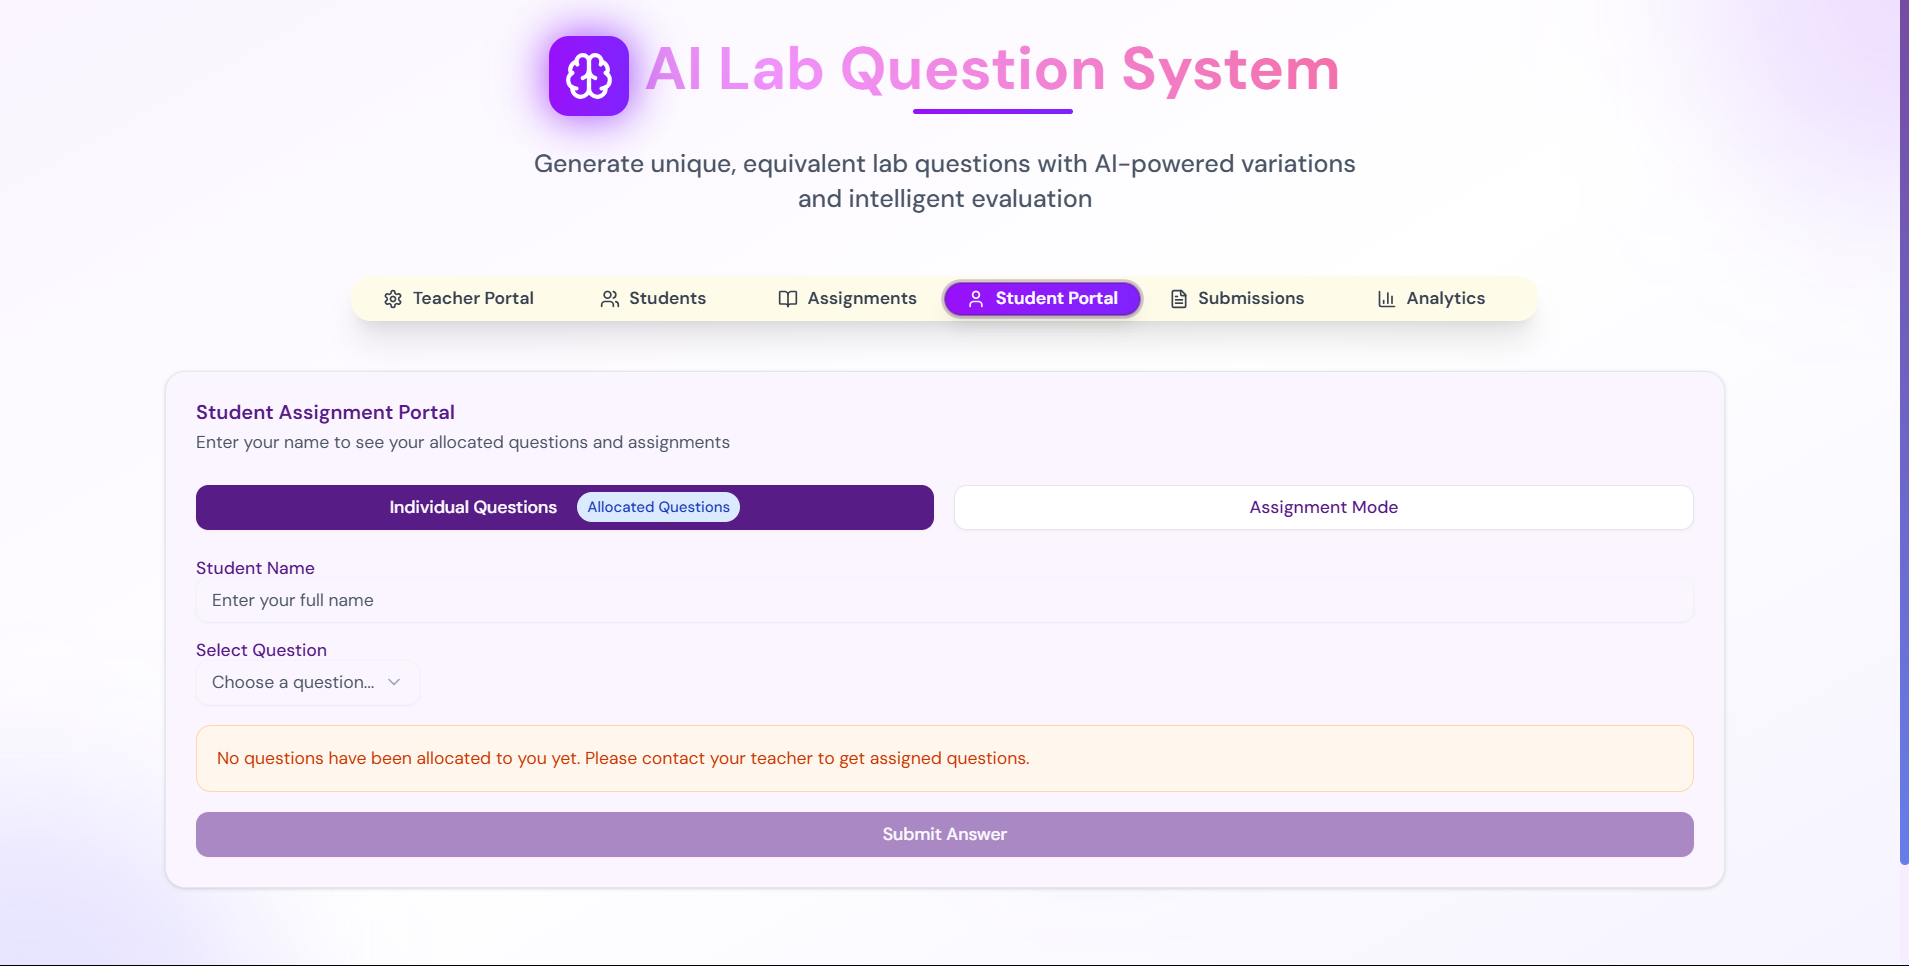 AI Lab Question System
Generate unique, equivalent lab questions with AI-powered variations
and intelligent evaluation
Teacher Portal
Students
Assignments
Student Portal
Submissions
Analytics
Student Assignment Portal
Enter your name to see your allocated questions and assignments
Individual Questions
Allocated Questions
Assignment Mode
Student Name
Enter your full name
Select Question
Choose a question...
No questions have been allocated to you yet. Please contact your teacher to get assigned questions.
Submit Answer